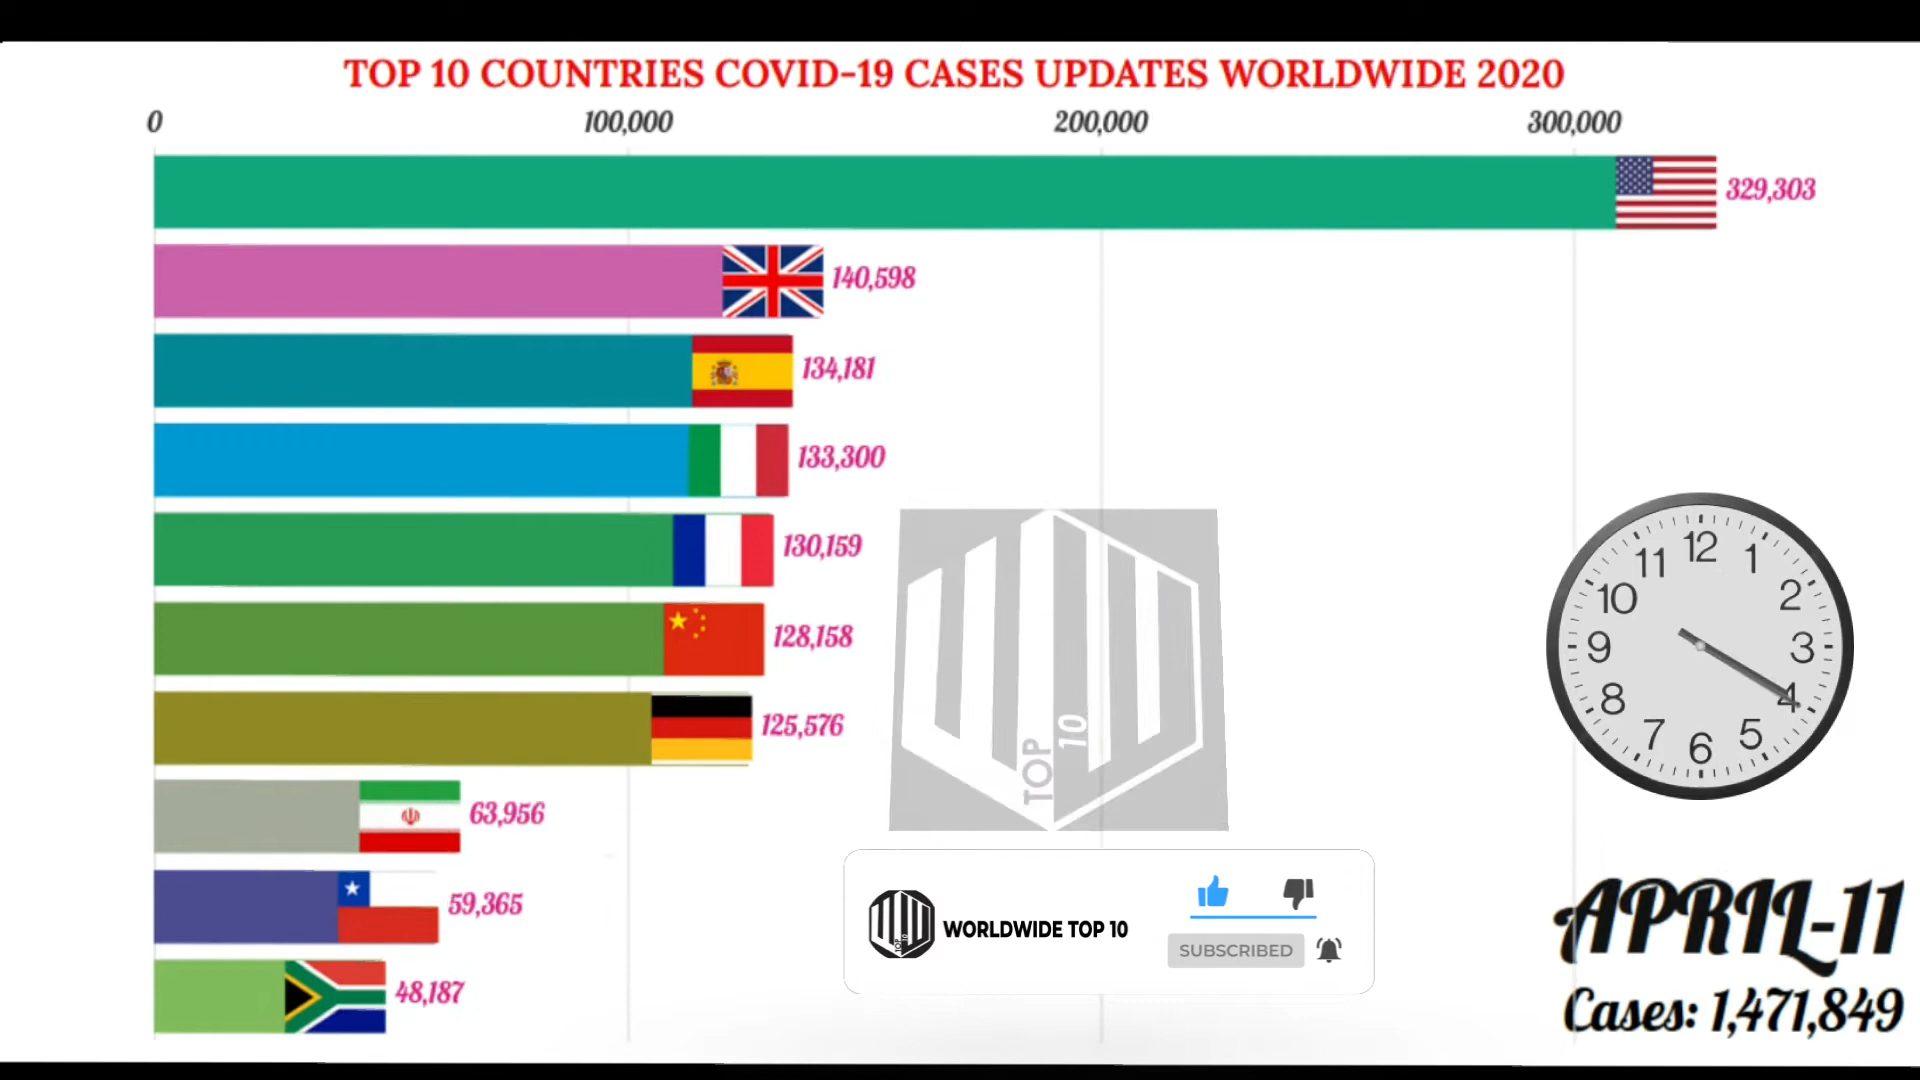 TOP 10 COUNTRIES COVID-19 CASES UPDATES WORLDWIDE 2020
0 100,000 200,000 300,000
329,303
140,598
134,181
133,300
130,159
128,158
125,576
63,956
59,365
48,187
TOP 10
12
1
2
3
4
5
6
7
8
9
10
11
TOP 10
WORLDWIDE TOP 10
SUBSCRIBED
APRIL-11
Cases: 1,471,849